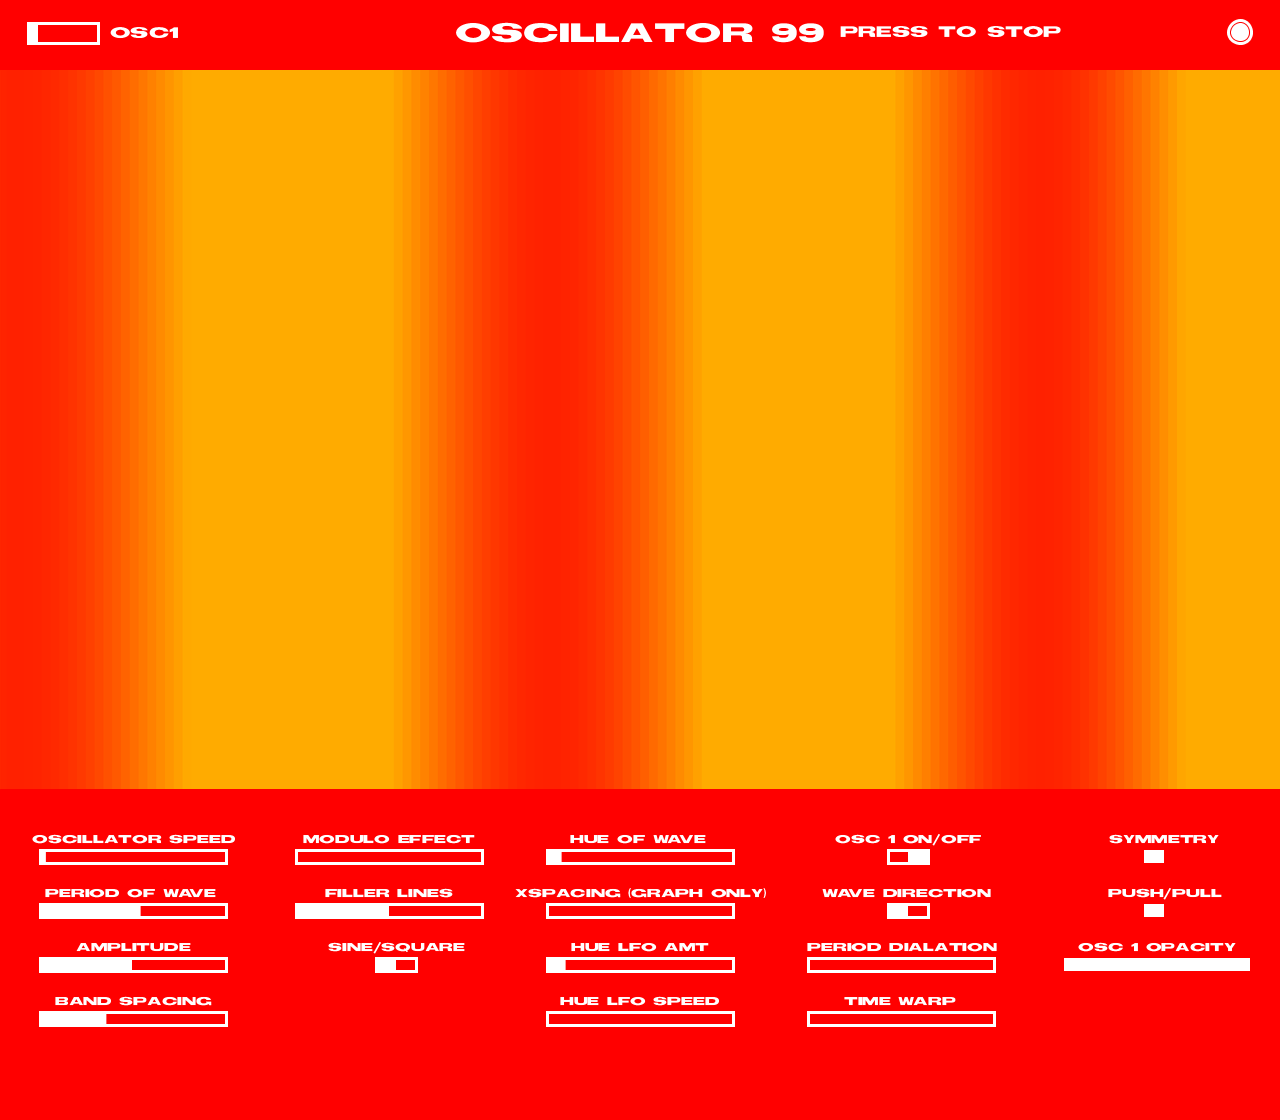 OSC1
OSCILLATOR 99 PRESS TO STOP
OSCILLATOR SPEED
MODULO EFFECT
HUE OF WAVE
OSC 1 ON/OFF
SYMMETRY
PERIOD OF WAVE
FILLER LINES
XSPACING (GRAPH ONLY)
WAVE DIRECTION
PUSH/PULL
AMPLITUDE
SINE/SQUARE
HUE LFO AMT
PERIOD DIALATION
OSC 1 OPACITY
BAND SPACING
HUE LFO SPEED
TIME WARP